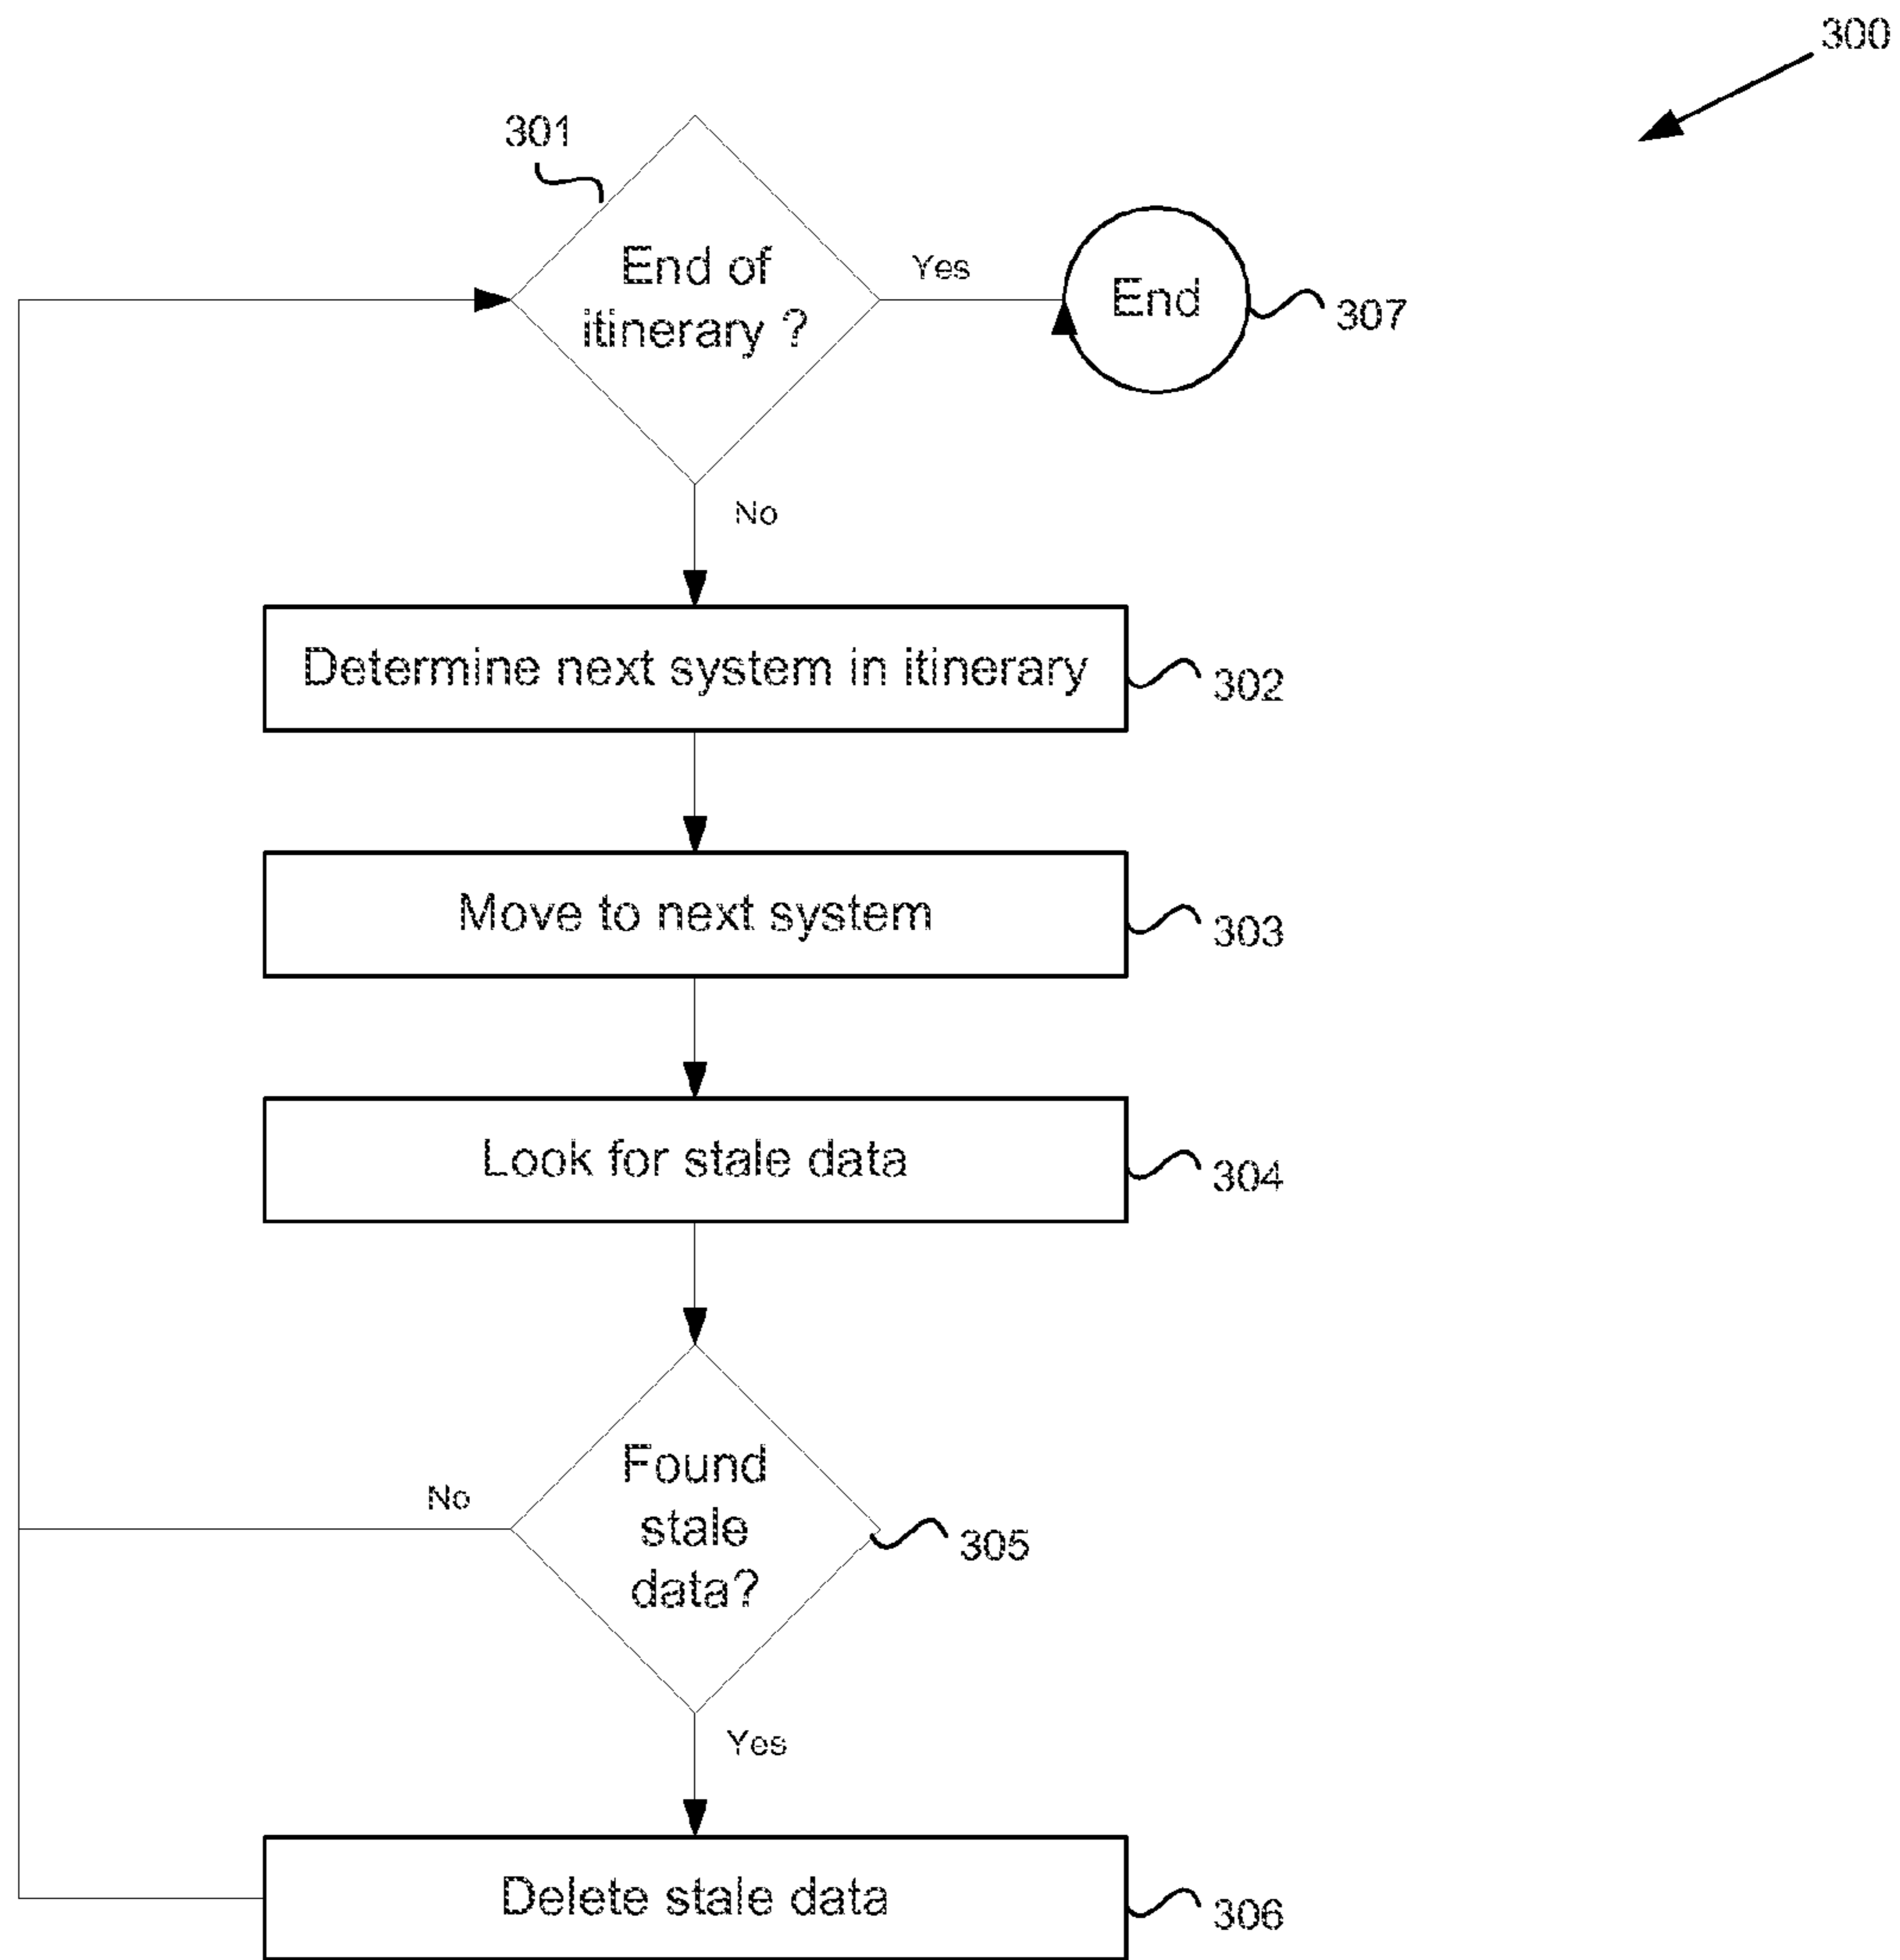 300
301
End of
itinerary ?
Yes
End
307
No
Determine next system in itinerary
302
Move to next system
303
Look for stale data
304
Found
stale
data?
No
305
Yes
Delete stale data
306